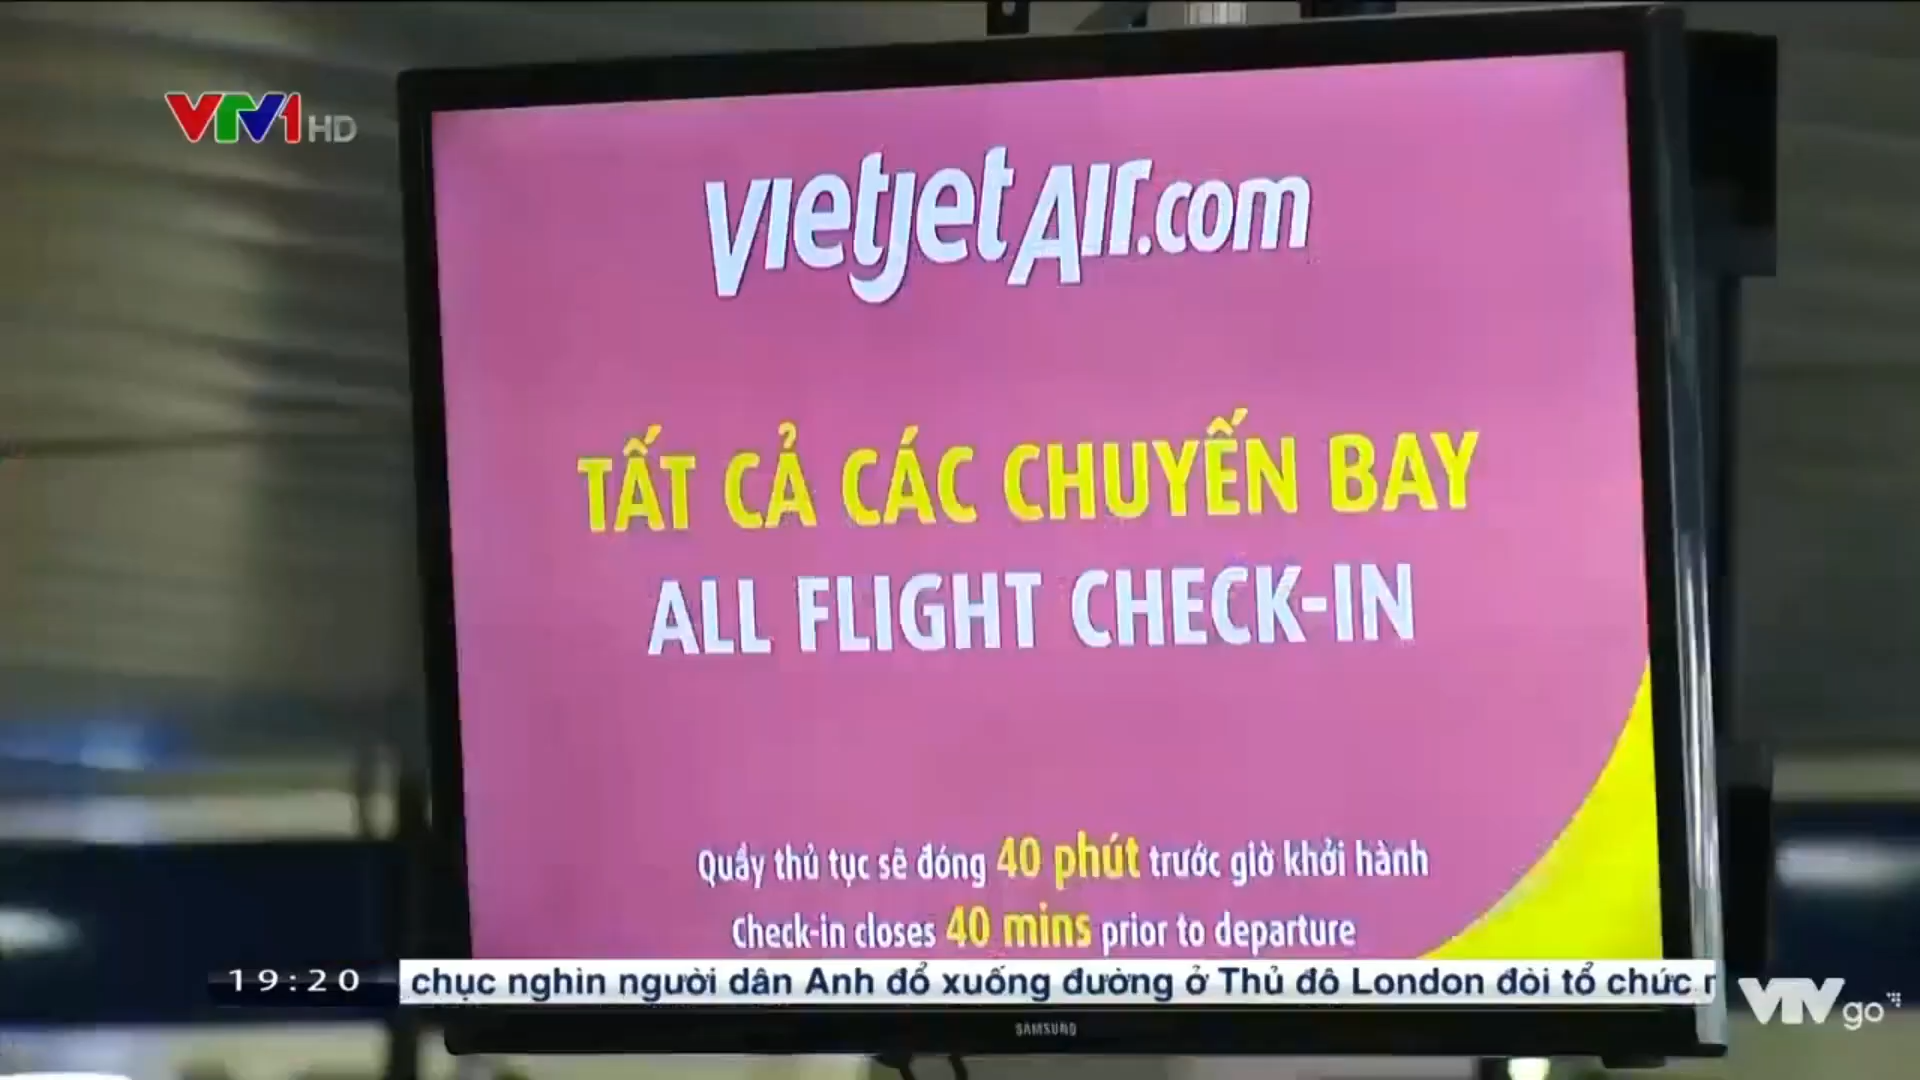 VTV1 HD
vietjetAir.com
TẤT CẢ CÁC CHUYẾN BAY
ALL FLIGHT CHECK-IN
Quầy thủ tục sẽ đóng 40 phút trước giờ khởi hành
Check-in closes 40 mins prior to departure
19:20 chục nghìn người dân Anh đổ xuống đường ở Thủ đô London đòi tổ chức
VTV go
SAMSUNG